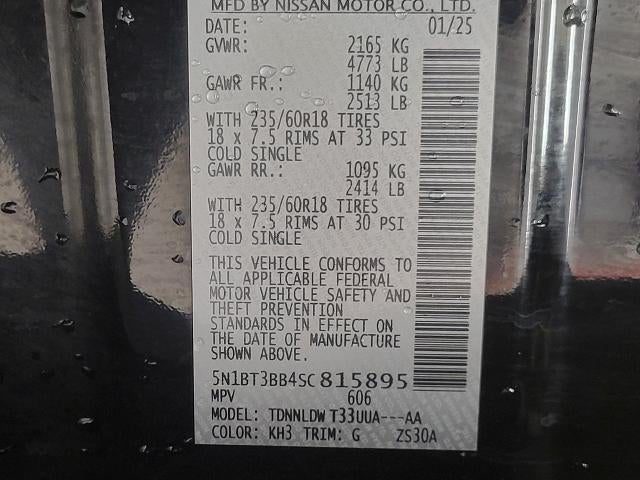 MFD BY NISSAN MOTOR CO., LTD.
DATE: 01/25
GVWR: 2165 KG
4773 LB
GAWR FR.: 1140 KG
2513 LB
WITH 235/60R18 TIRES
18 x 7.5 RIMS AT 33 PSI
COLD SINGLE
GAWR RR.: 1095 KG
2414 LB
WITH 235/60R18 TIRES
18 x 7.5 RIMS AT 30 PSI
COLD SINGLE
THIS VEHICLE CONFORMS TO
ALL APPLICABLE FEDERAL
MOTOR VEHICLE SAFETY AND
THEFT PREVENTION
STANDARDS IN EFFECT ON
THE DATE OF MANUFACTURE
SHOWN ABOVE.
5N1BT3BB4SC815895
MPV 606
MODEL: TDNNLDW T33UUA---AA
COLOR: KH3 TRIM: G ZS30A